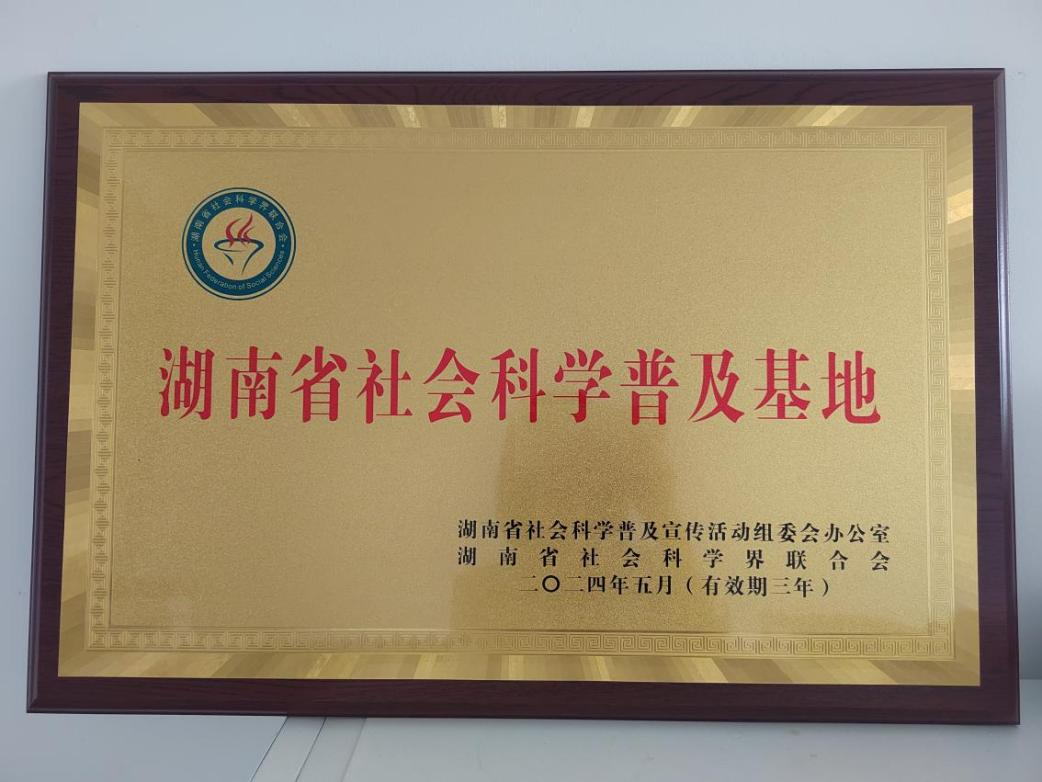 湖南省社会科学界联合会
Hunan Federation of Social Sciences
湖南省社会科学普及基地
湖南省社会科学普及宣传活动组委会办公室
湖南省社会科学界联合会
二〇二四年五月(有效期三年)